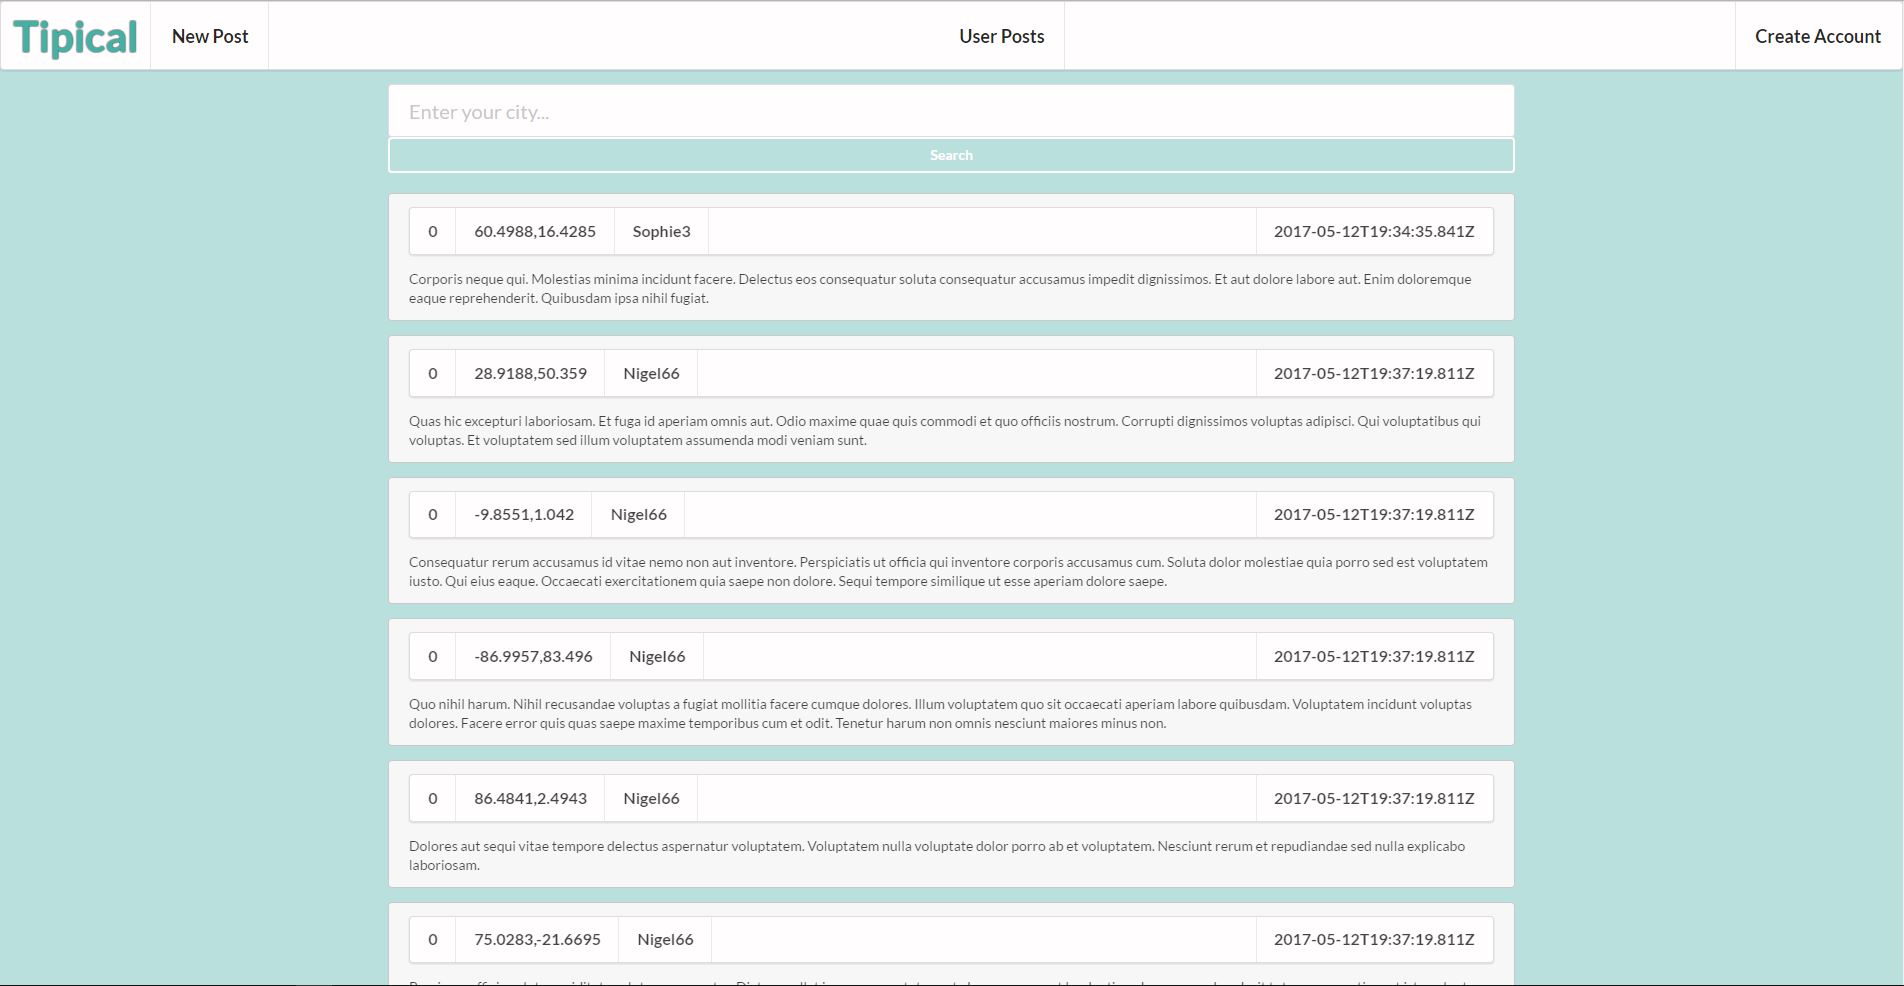 Tipical New Post User Posts Create Account
Enter your city...
Search
0 60.4988,16.4285 Sophie3 2017-05-12T19:34:35.841Z
Corporis neque qui. Molestias minima incidunt facere. Delectus eos consequatur soluta consequatur accusamus impedit dignissimos. Et aut dolore labore aut. Enim doloremque
eaque reprehenderit. Quibusdam ipsa nihil fugiat.
0 28.9188,50.359 Nigel66 2017-05-12T19:37:19.811Z
Quas hic excepturi laboriosam. Et fuga id aperiam omnis aut. Odio maxime quae quis commodi et quo officiis nostrum. Corrupti dignissimos voluptas adipisci. Qui voluptatibus qui
voluptas. Et voluptatem sed illum voluptatem assumenda modi veniam sunt.
0 -9.8551,1.042 Nigel66 2017-05-12T19:37:19.811Z
Consequatur rerum accusamus id vitae nemo non aut inventore. Perspiciatis ut officia qui inventore corporis accusamus cum. Soluta dolor molestiae quia porro sed est voluptatem
iusto. Qui eius eaque. Occaecati exercitationem quia saepe non dolore. Sequi tempore similique ut esse aperiam dolore saepe.
0 -86.9957,83.496 Nigel66 2017-05-12T19:37:19.811Z
Quo nihil harum. Nihil recusandae voluptas a fugiat mollitia facere cumque dolores. Illum voluptatem quo sit occaecati aperiam labore quibusdam. Voluptatem incidunt voluptas
dolores. Facere error quis quas saepe maxime temporibus cum et odit. Tenetur harum non omnis nesciunt maiores minus non.
0 86.4841,2.4943 Nigel66 2017-05-12T19:37:19.811Z
Dolores aut sequi vitae tempore delectus aspernatur voluptatem. Voluptatem nulla voluptate dolor porro ab et voluptatem. Nesciunt rerum et repudiandae sed nulla explicabo
laboriosam.
0 75.0283,-21.6695 Nigel66 2017-05-12T19:37:19.811Z